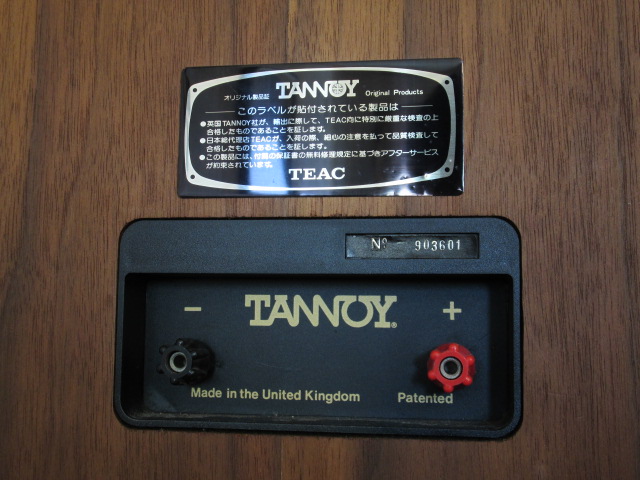 オリジナル製品証 TANNOY Original Products
このラベルが貼付されている製品は
●英国TANNOY社が、輸出に際して、TEAC向に特別に厳重な検査の上
合格したものであることを証します。
●日本総代理店TEACが、入荷の際、細心の注意を払って品質検査して
合格したものであることを証します。
●この製品には、付属の保証書の無料修理規定に基づきアフターサービス
が約束されています。
TEAC
Nº 903601
− TANNOY® +
Made in the United Kingdom Patented